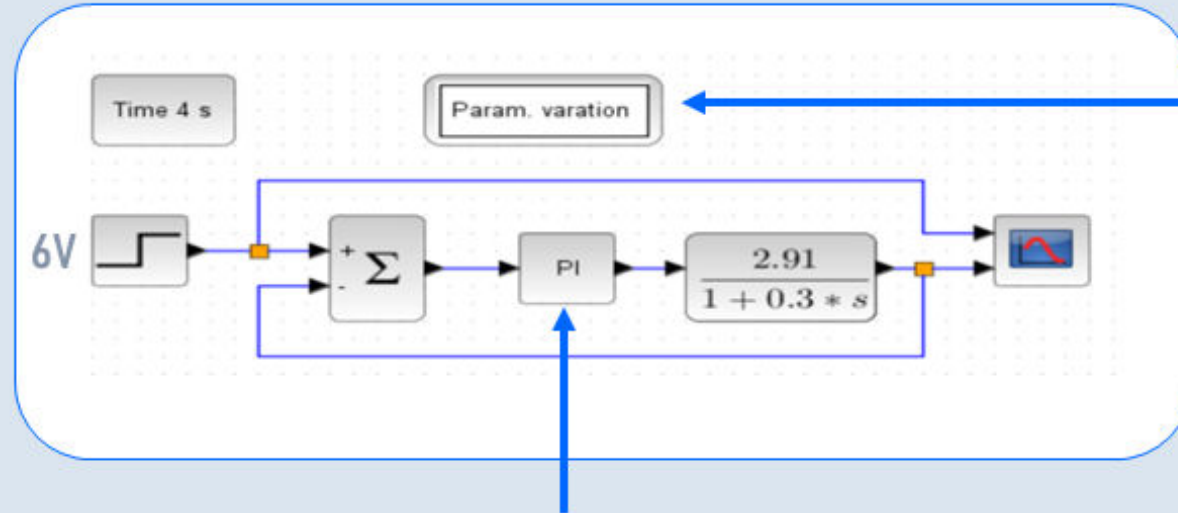 Time 4 s
Param. varation
6V
+
-
Σ
PI
2.91
1 + 0.3 * s